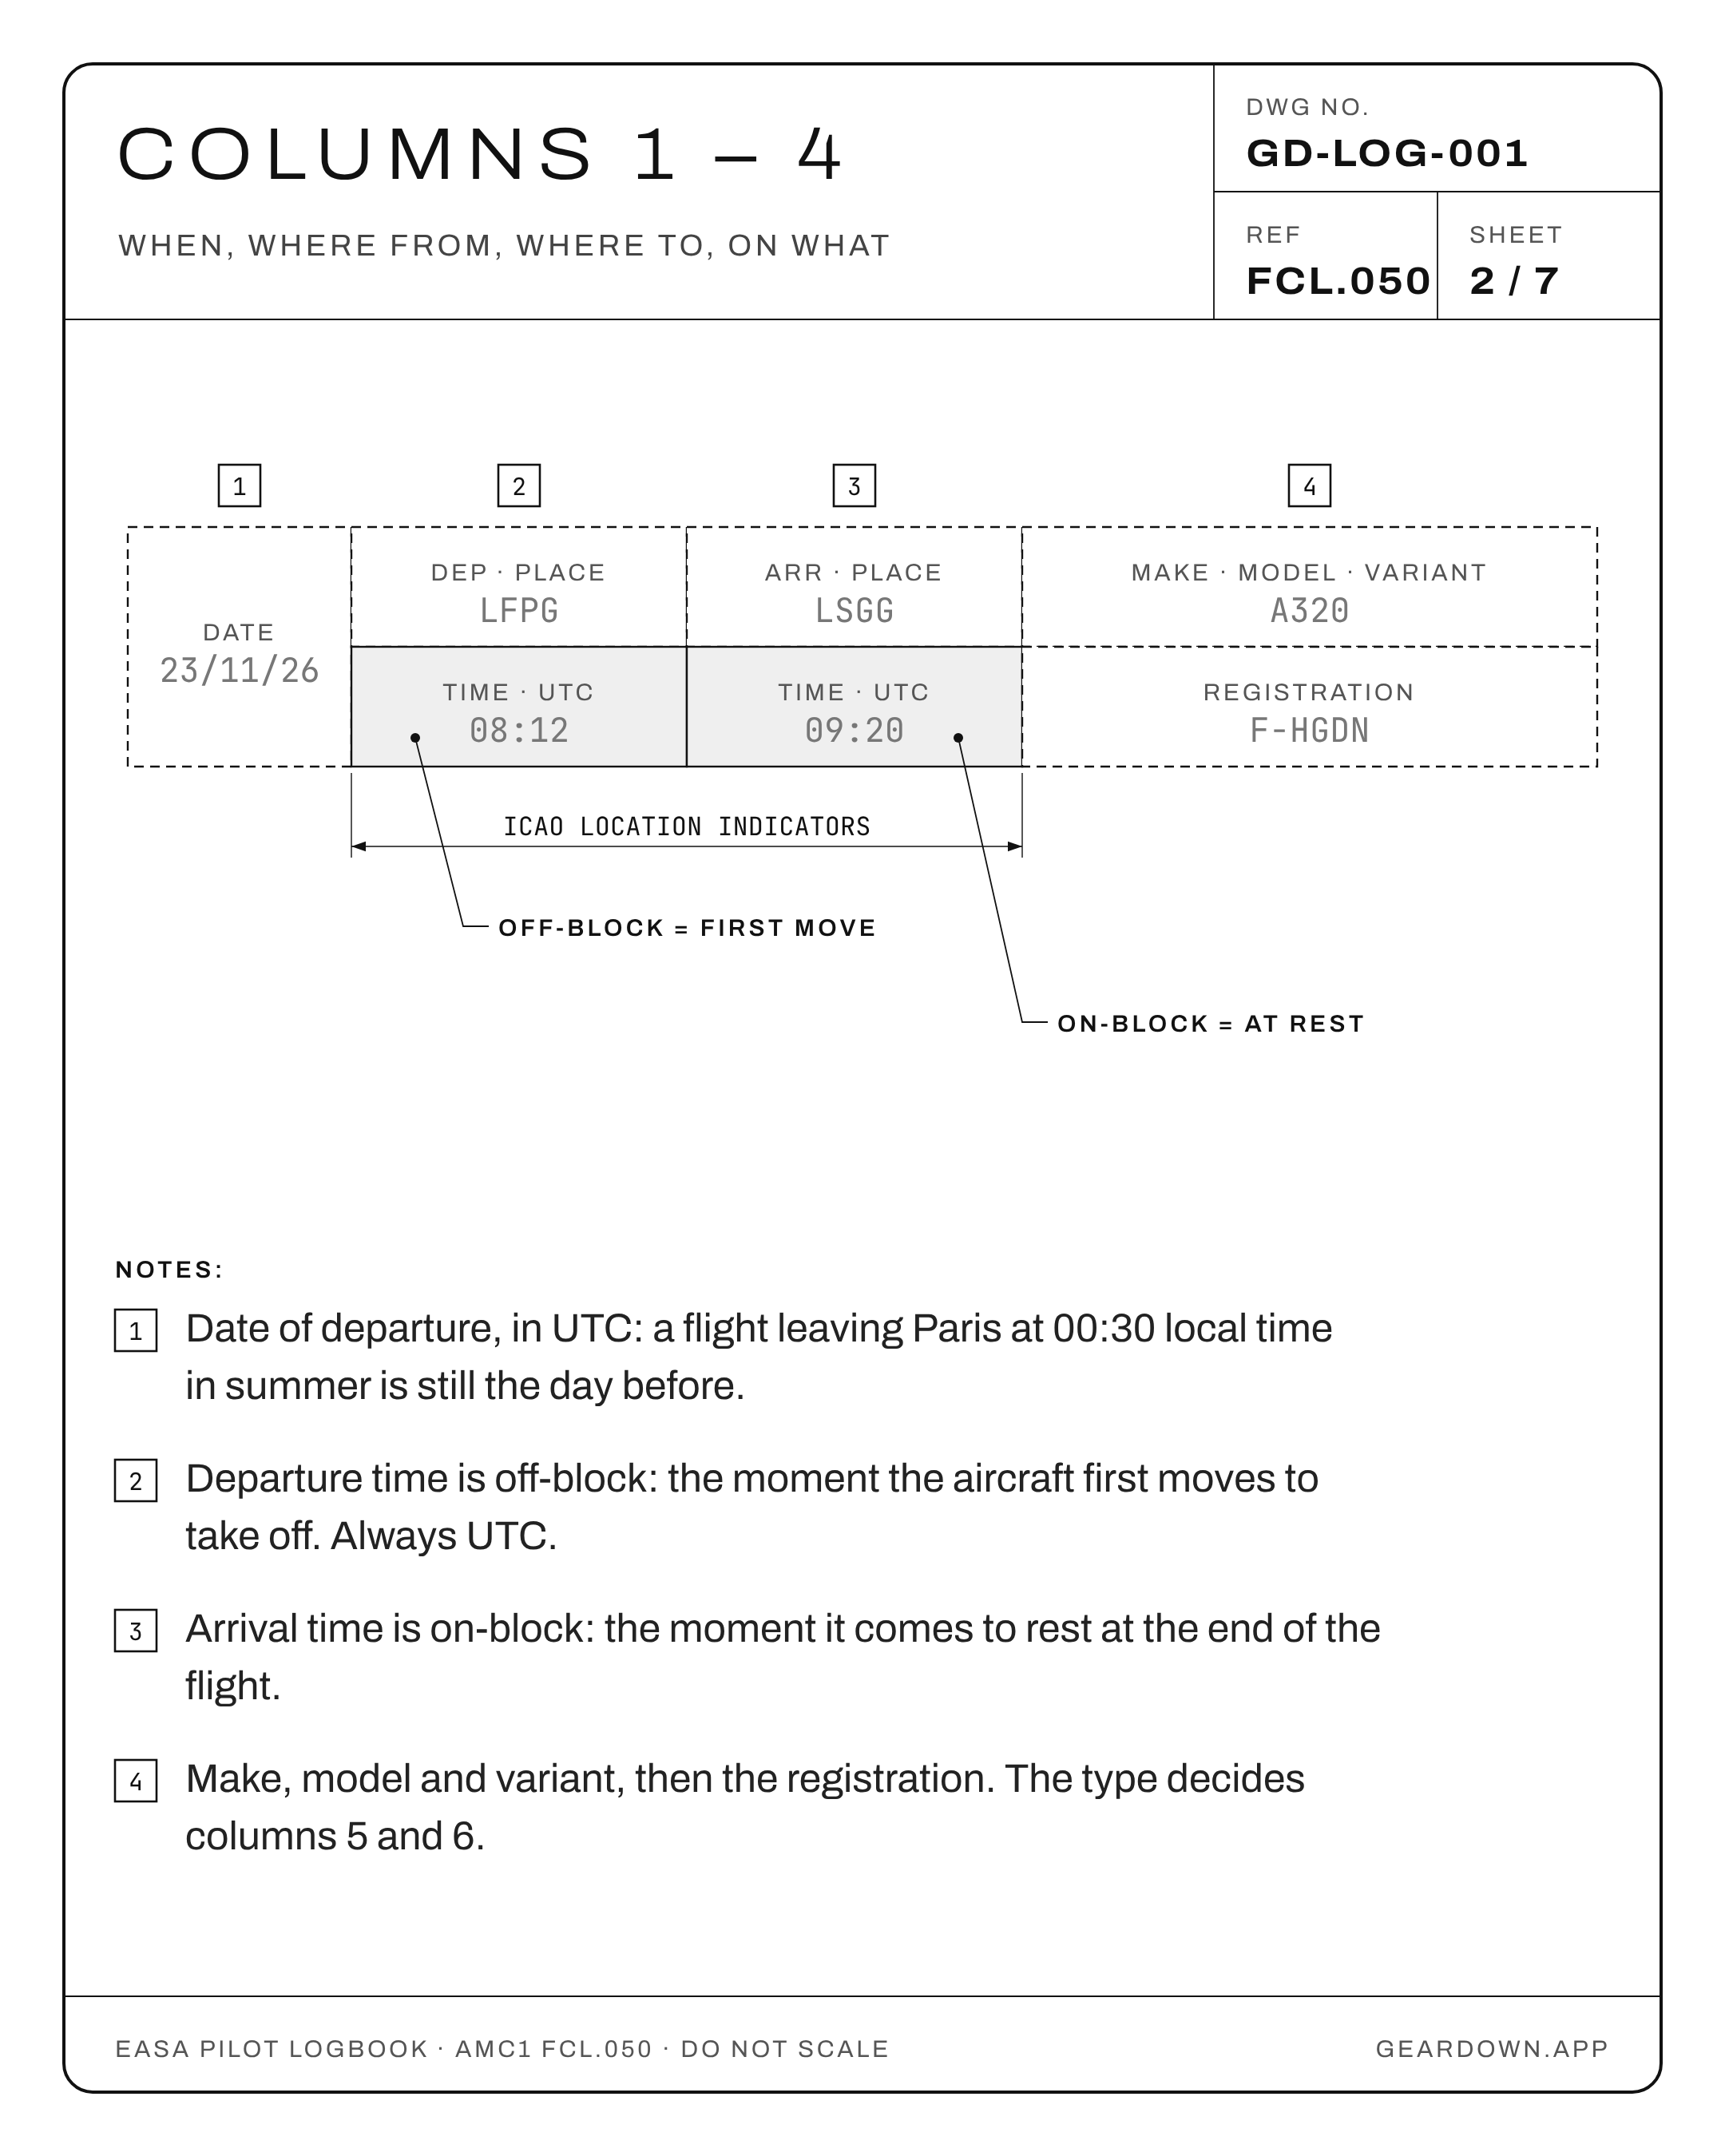 COLUMNS 1 – 4
WHEN, WHERE FROM, WHERE TO, ON WHAT
DWG NO.
GD-LOG-001
REF
FCL.050
SHEET
2 / 7
1
2
3
4
DATE
23/11/26
DEP · PLACE
LFPG
ARR · PLACE
LSGG
MAKE · MODEL · VARIANT
A320
TIME · UTC
08:12
TIME · UTC
09:20
REGISTRATION
F-HGDN
ICAO LOCATION INDICATORS
OFF-BLOCK = FIRST MOVE
ON-BLOCK = AT REST
NOTES:
1 Date of departure, in UTC: a flight leaving Paris at 00:30 local time
in summer is still the day before.
2 Departure time is off-block: the moment the aircraft first moves to
take off. Always UTC.
3 Arrival time is on-block: the moment it comes to rest at the end of the
flight.
4 Make, model and variant, then the registration. The type decides
columns 5 and 6.
EASA PILOT LOGBOOK · AMC1 FCL.050 · DO NOT SCALE
GEARDOWN.APP